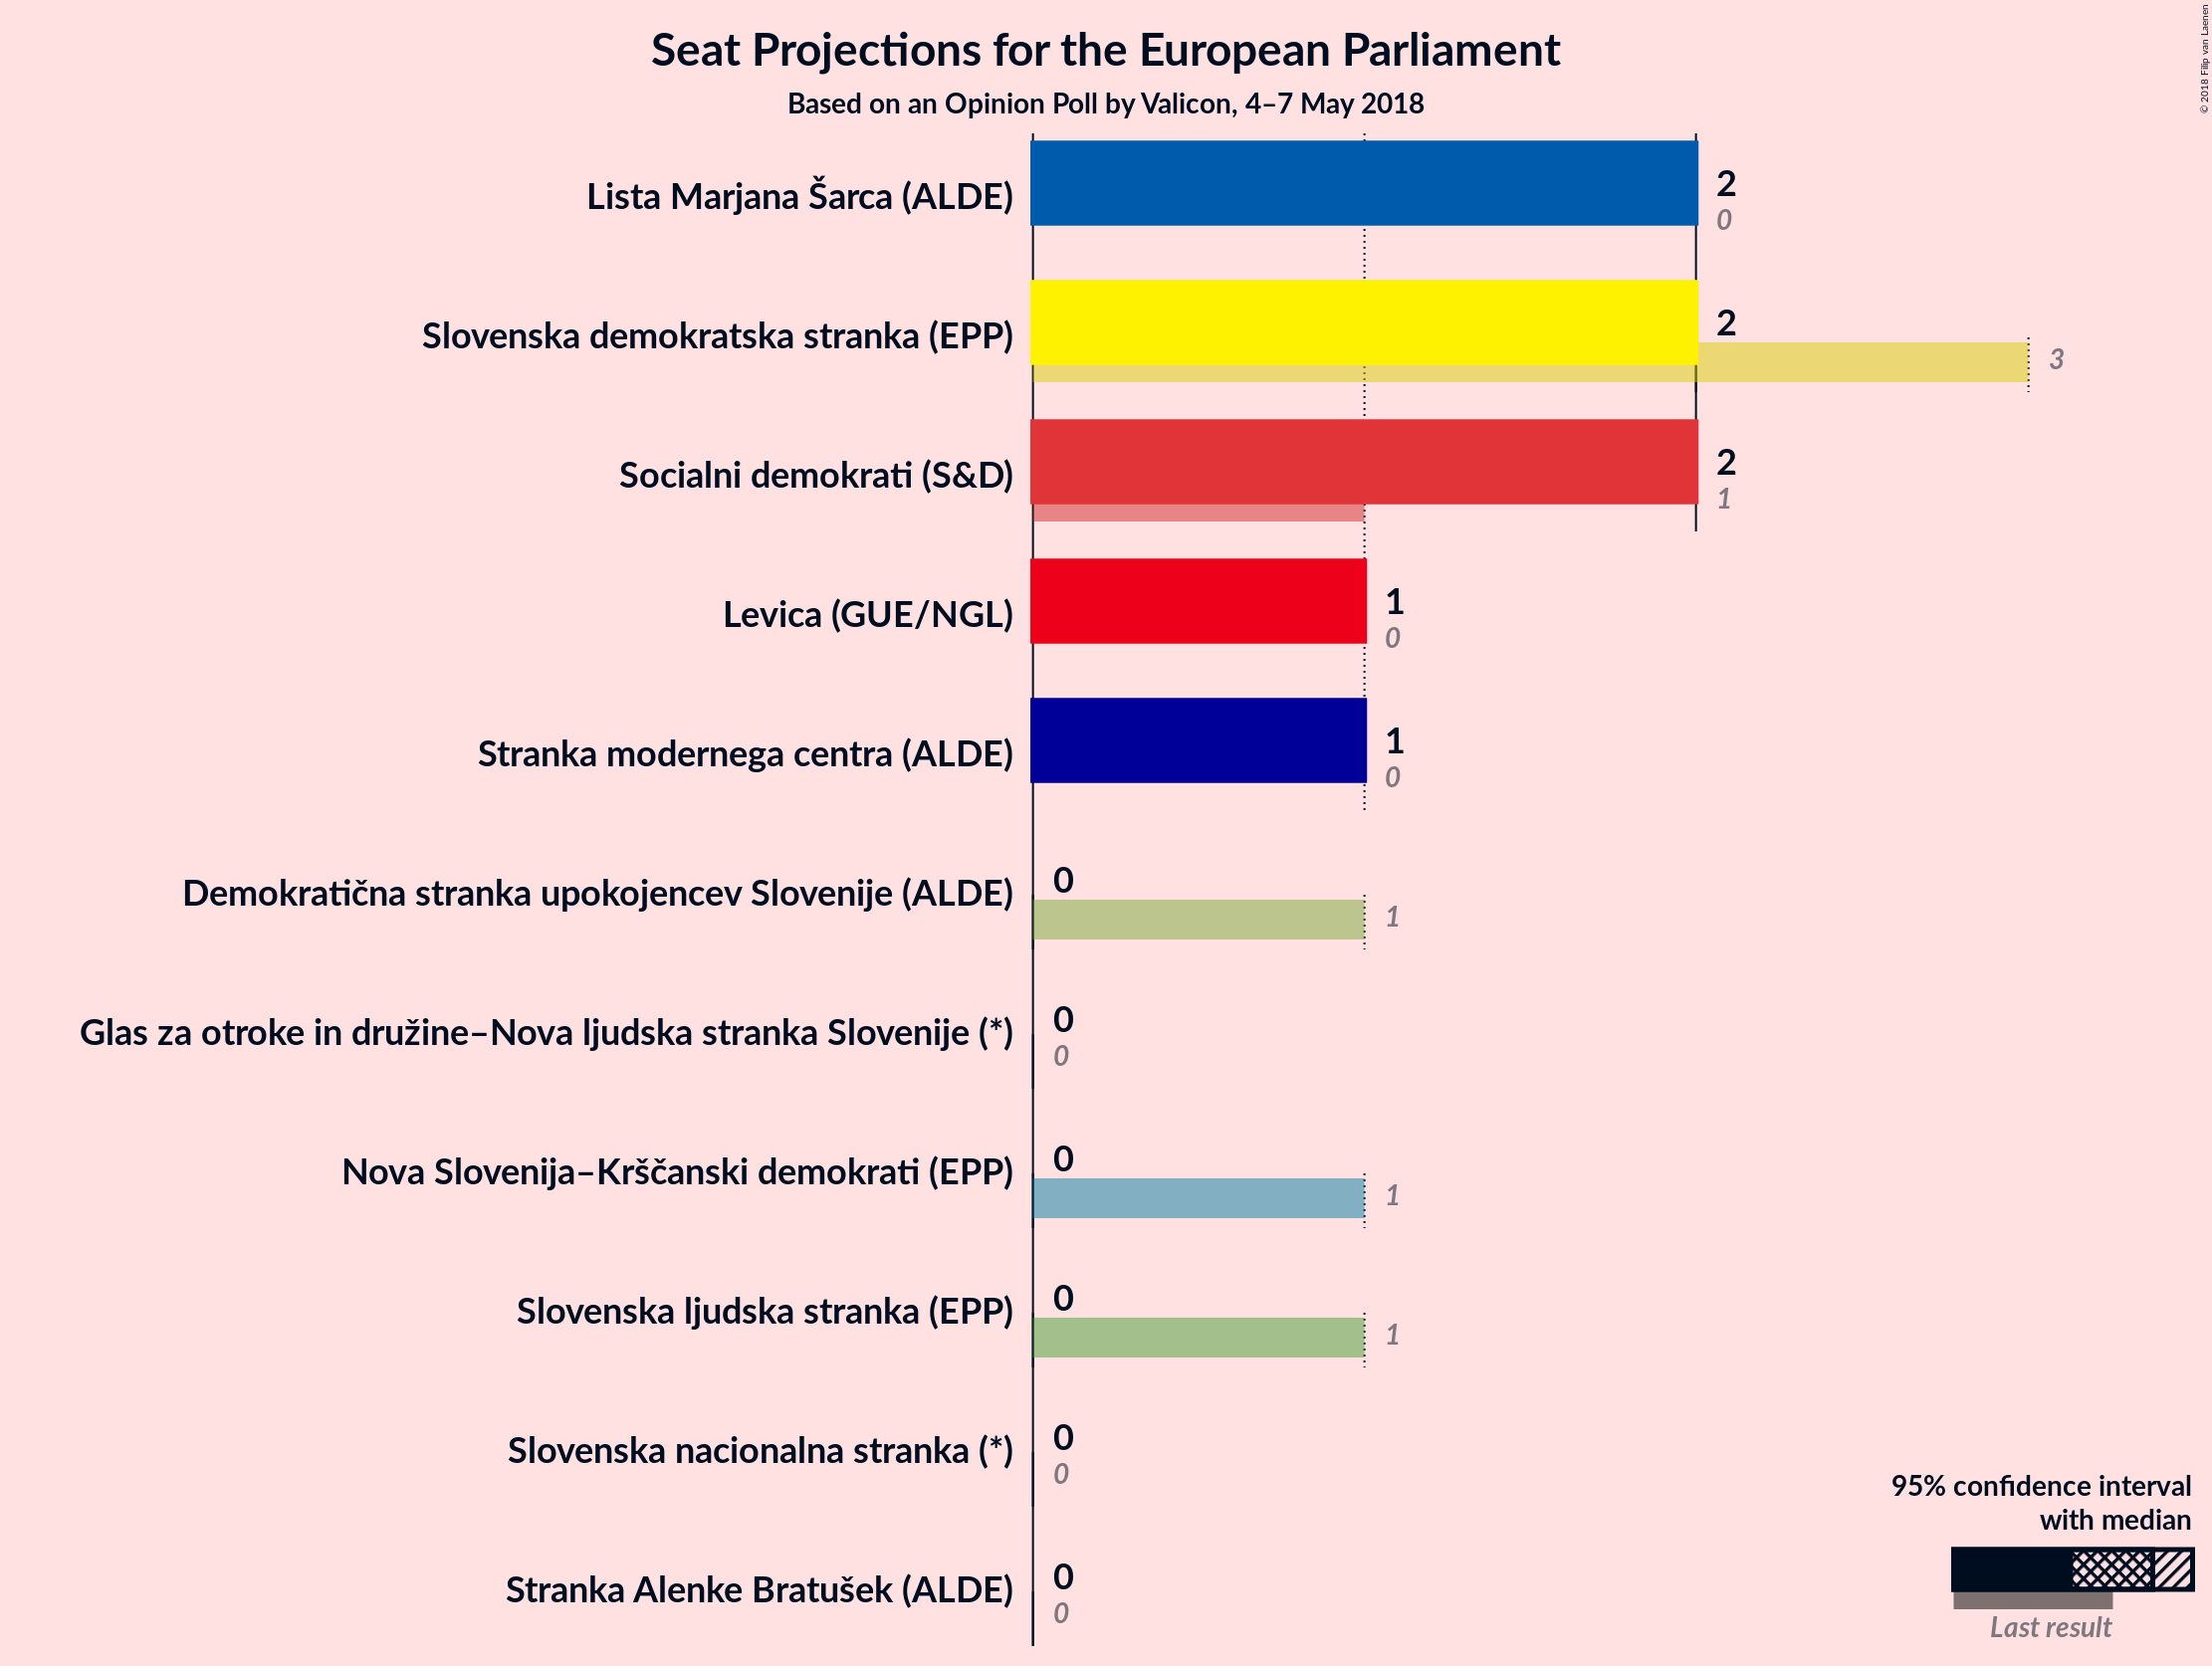 Seat Projections for the European Parliament
Based on an Opinion Poll by Valicon, 4–7 May 2018
© 2018 Filip van Laenen
Lista Marjana Šarca (ALDE)
2
0
Slovenska demokratska stranka (EPP)
2
3
Socialni demokrati (S&D)
2
1
Levica (GUE/NGL)
1
0
Stranka modernega centra (ALDE)
1
0
Demokratična stranka upokojencev Slovenije (ALDE)
0
1
Glas za otroke in družine–Nova ljudska stranka Slovenije (*)
0
0
Nova Slovenija–Krščanski demokrati (EPP)
0
1
Slovenska ljudska stranka (EPP)
0
1
Slovenska nacionalna stranka (*)
0
0
Stranka Alenke Bratušek (ALDE)
0
0
95% confidence interval
with median
Last result